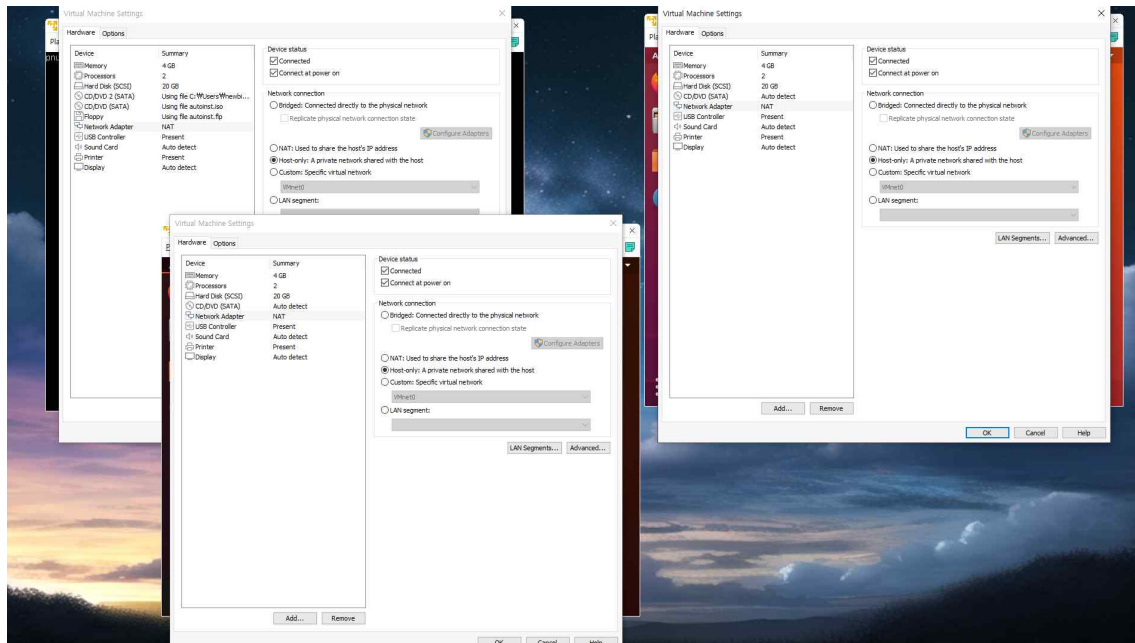 Virtual Machine Settings
Hardware Options
Device Summary
Memory 4 GB
Processors 2
Hard Disk (SCSI) 20 GB
CD/DVD 2 (SATA) Using file C:₩Users₩newbi...
CD/DVD (SATA) Using file autoinst.iso
Floppy Using file autoinst.flp
Network Adapter NAT
USB Controller Present
Sound Card Auto detect
Printer Present
Display Auto detect
Device status
Connected
Connect at power on
Network connection
Bridged: Connected directly to the physical network
Replicate physical network connection state
Configure Adapters
NAT: Used to share the host's IP address
Host-only: A private network shared with the host
Custom: Specific virtual network
VMnet0
LAN segment:
Virtual Machine Settings
Hardware Options
Device Summary
Memory 4 GB
Processors 2
Hard Disk (SCSI) 20 GB
CD/DVD (SATA) Auto detect
Network Adapter NAT
USB Controller Present
Sound Card Auto detect
Printer Present
Display Auto detect
Device status
Connected
Connect at power on
Network connection
Bridged: Connected directly to the physical network
Replicate physical network connection state
Configure Adapters
NAT: Used to share the host's IP address
Host-only: A private network shared with the host
Custom: Specific virtual network
VMnet0
LAN segment:
LAN Segments... Advanced...
Add... Remove
OK Cancel Help
Virtual Machine Settings
Hardware Options
Device Summary
Memory 4 GB
Processors 2
Hard Disk (SCSI) 20 GB
CD/DVD (SATA) Auto detect
Network Adapter NAT
USB Controller Present
Sound Card Auto detect
Printer Present
Display Auto detect
Device status
Connected
Connect at power on
Network connection
Bridged: Connected directly to the physical network
Replicate physical network connection state
Configure Adapters
NAT: Used to share the host's IP address
Host-only: A private network shared with the host
Custom: Specific virtual network
VMnet0
LAN segment:
LAN Segments... Advanced...
Add... Remove
OK Cancel Help